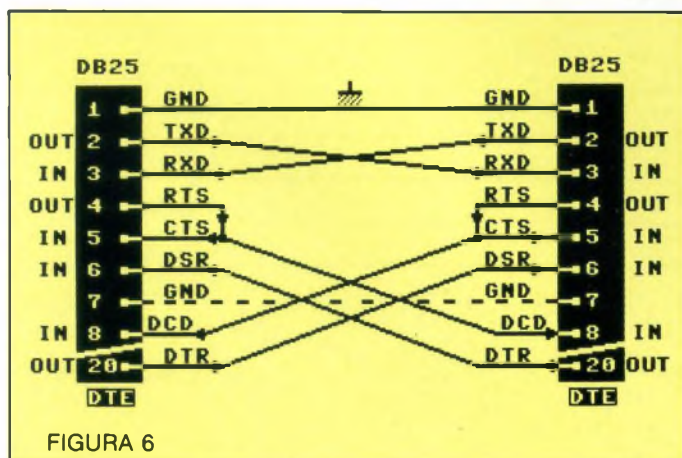 DB25 DB25
1 GND GND 1
OUT 2 TXD TXD 2 OUT
IN 3 RXD RXD 3 IN
OUT 4 RTS RTS 4 OUT
IN 5 CTS CTS 5 IN
IN 6 DSR DSR 6 IN
7 GND GND 7
IN 8 DCD DCD 8 IN
OUT 20 DTR DTR 20 OUT
DTE DTE
FIGURA 6